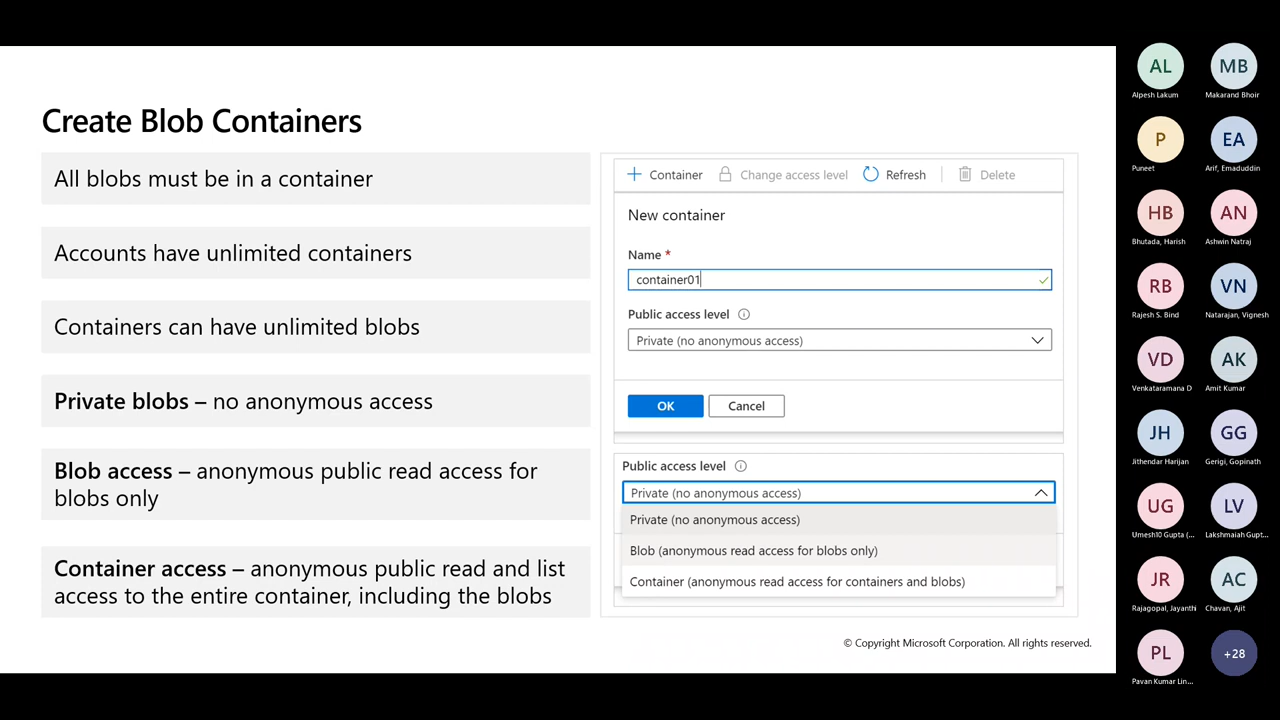 Create Blob Containers
All blobs must be in a container
Accounts have unlimited containers
Containers can have unlimited blobs
Private blobs – no anonymous access
Blob access – anonymous public read access for
blobs only
Container access – anonymous public read and list
access to the entire container, including the blobs
Container Change access level Refresh Delete
New container
Name *
container01
Public access level
Private (no anonymous access)
OK Cancel
Public access level
Private (no anonymous access)
Private (no anonymous access)
Blob (anonymous read access for blobs only)
Container (anonymous read access for containers and blobs)
© Copyright Microsoft Corporation. All rights reserved.
AL MB
Alpesh Lakum Makarand Bhoir
P EA
Puneet Arif, Emaduddin
HB AN
Bhutada, Harish Ashwin Natraj
RB VN
Rajesh S. Bind Natarajan, Vignesh
VD AK
Venkataramana D Amit Kumar
JH GG
Jithendar Harijan Gerigi, Gopinath
UG LV
Umesh10 Gupta (... Lakshmaiah Gupt...
JR AC
Rajagopal, Jayanthi Chavan, Ajit
PL +28
Pavan Kumar Lin...